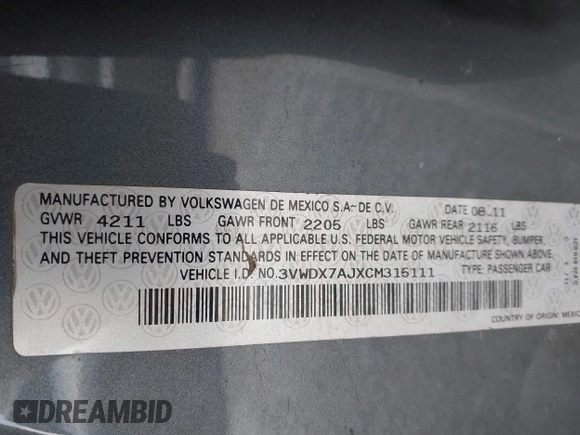 MANUFACTURED BY VOLKSWAGEN DE MEXICO S.A. DE C.V. DATE 08.11
GVWR 4211 LBS GAWR FRONT 2205 LBS GAWR REAR 2116 LBS
THIS VEHICLE CONFORMS TO ALL APPLICABLE U.S. FEDERAL MOTOR VEHICLE SAFETY, BUMPER,
AND THEFT PREVENTION STANDARDS IN EFFECT ON THE DATE OF MANUFACTURE SHOWN ABOVE.
VEHICLE I.D. NO. 3VWDX7AJXCM315111 TYPE: PASSENGER CAR
COUNTRY OF ORIGIN: MEXICO
DREAMBID